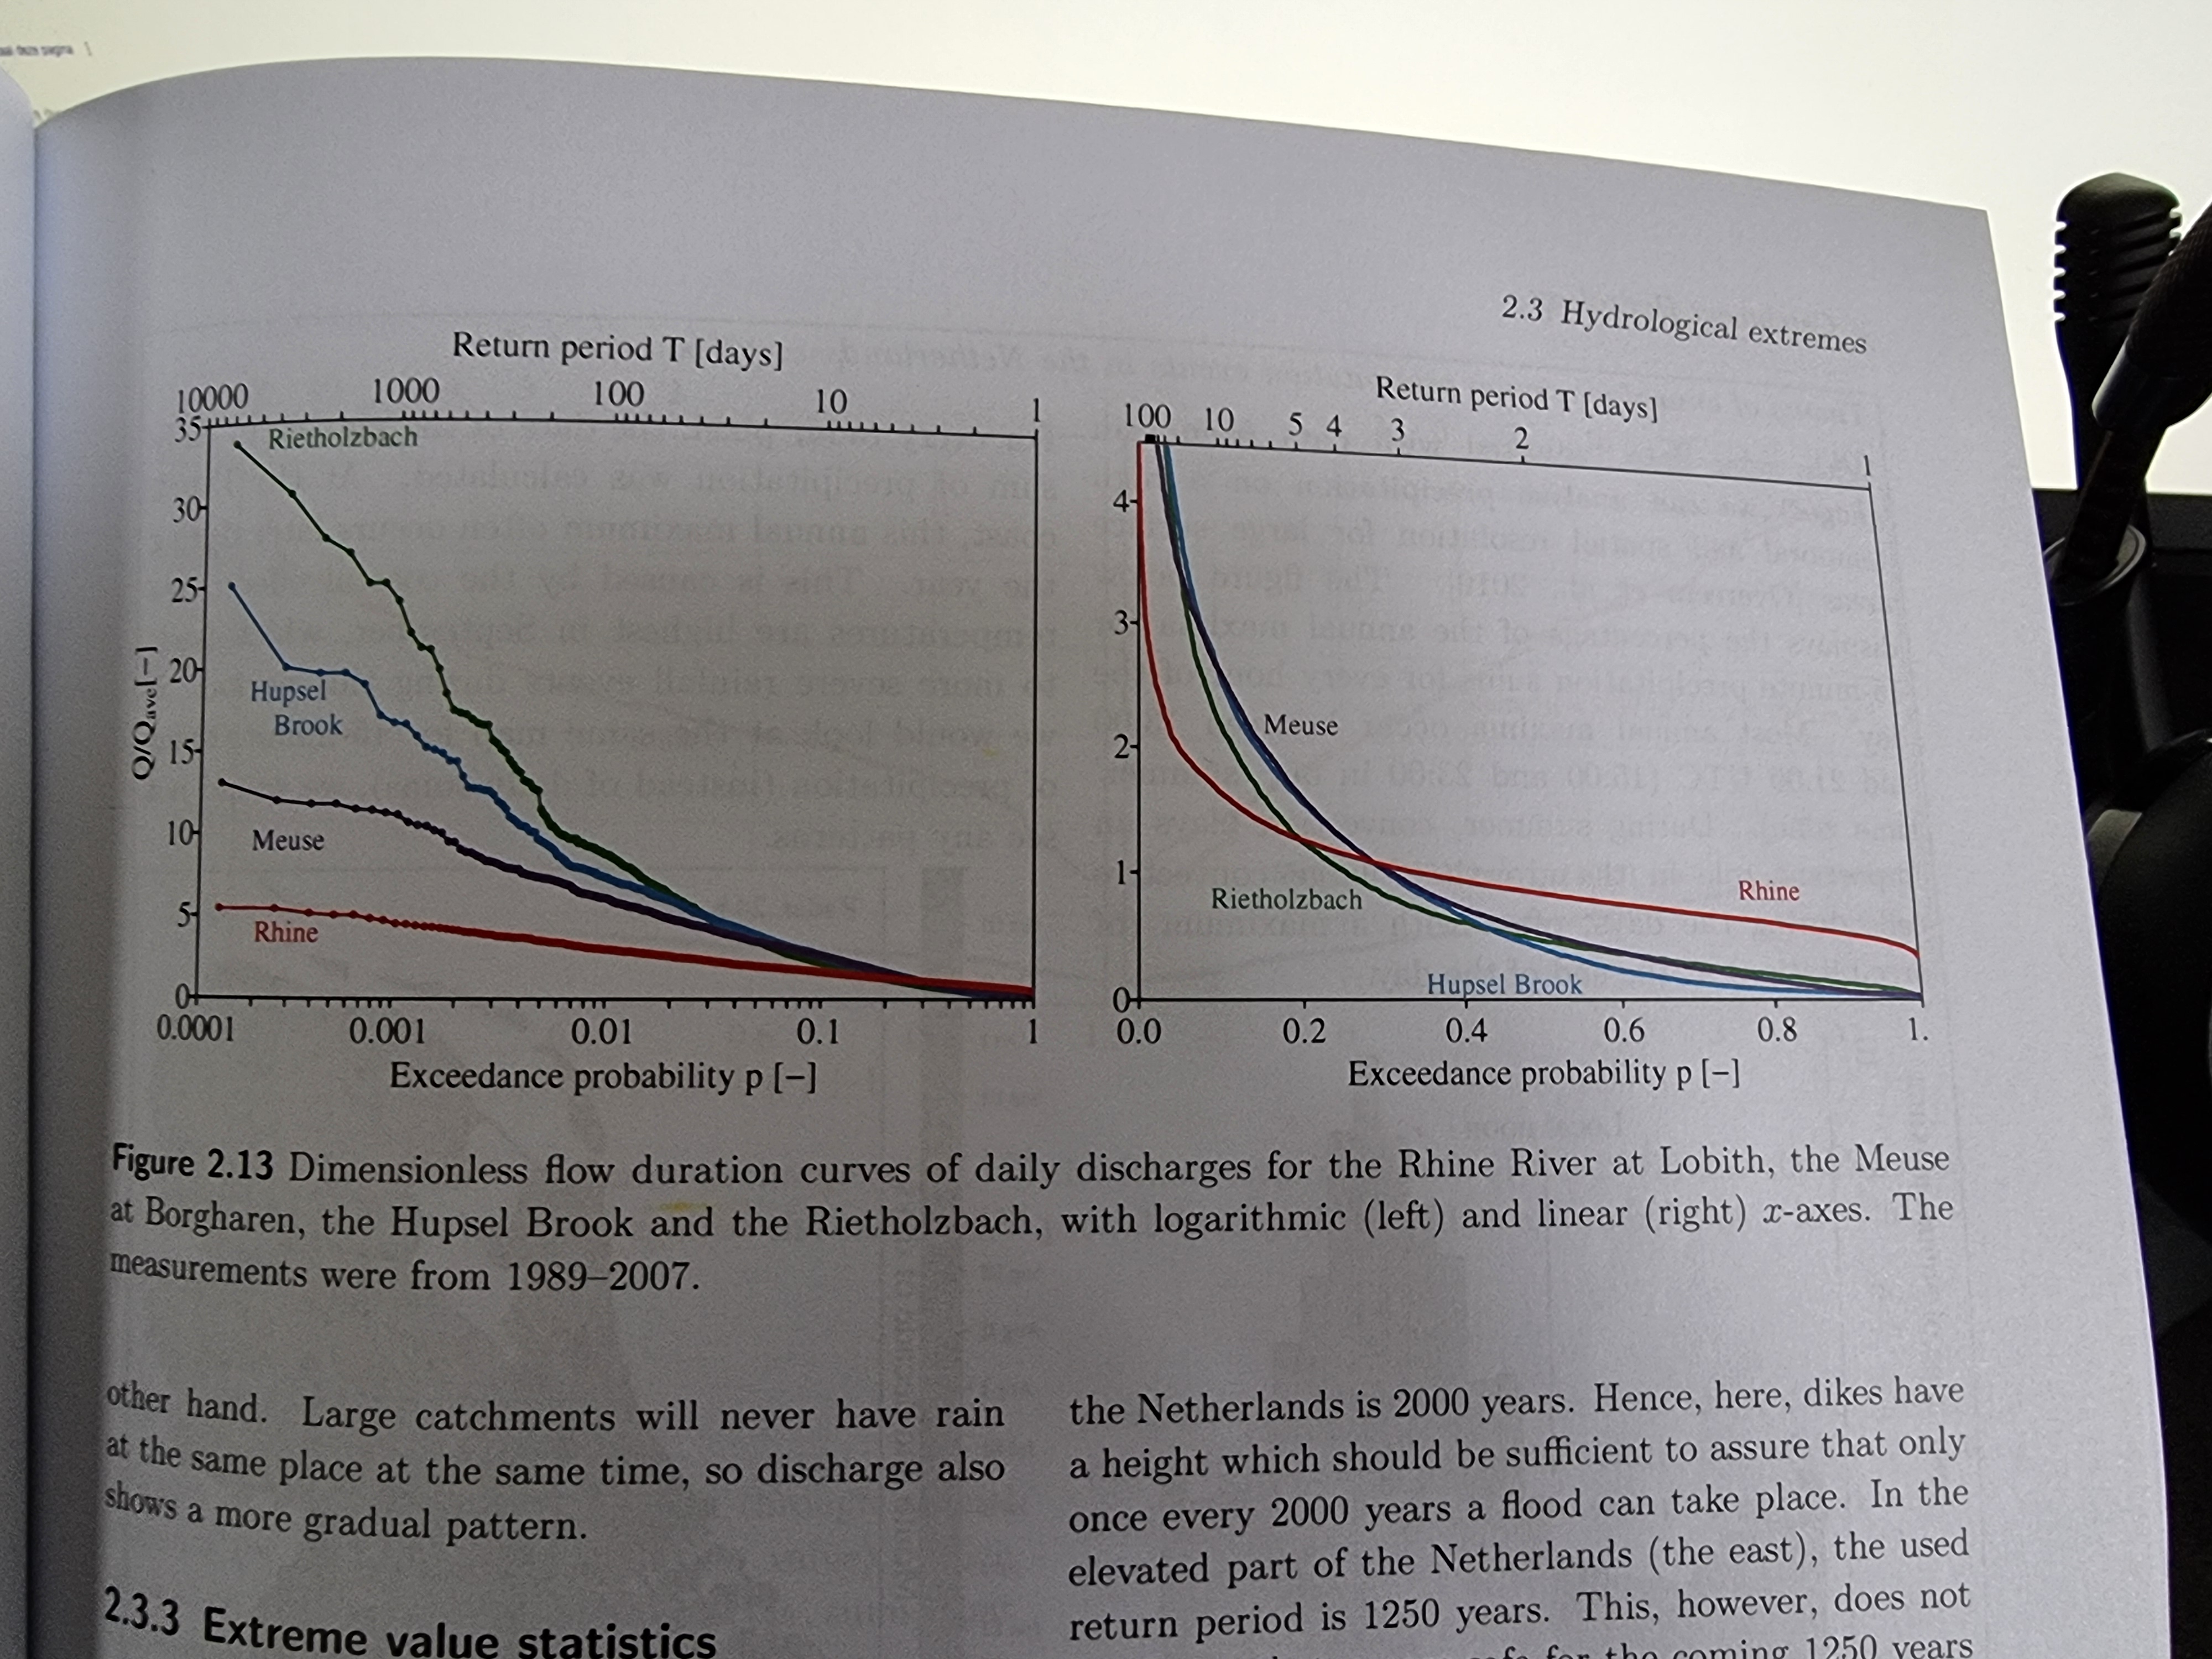 2.3 Hydrological extremes
Return period T [days]
10000 1000 100 10 1
35
30
25
20
15
10
5
0
Q/Qave[−]
Rietholzbach
Hupsel
Brook
Meuse
Rhine
0.0001 0.001 0.01 0.1 1
Exceedance probability p [−]
Return period T [days]
100 10 5 4 3 2 1
4
3
2
1
0
Meuse
Rhine
Rietholzbach
Hupsel Brook
0.0 0.2 0.4 0.6 0.8 1.
Exceedance probability p [−]
Figure 2.13 Dimensionless flow duration curves of daily discharges for the Rhine River at Lobith, the Meuse
at Borgharen, the Hupsel Brook and the Rietholzbach, with logarithmic (left) and linear (right) x-axes. The
measurements were from 1989–2007.
other hand. Large catchments will never have rain
at the same place at the same time, so discharge also
shows a more gradual pattern.
2.3.3 Extreme value statistics
the Netherlands is 2000 years. Hence, here, dikes have
a height which should be sufficient to assure that only
once every 2000 years a flood can take place. In the
elevated part of the Netherlands (the east), the used
return period is 1250 years. This, however, does not
for the coming 1250 years